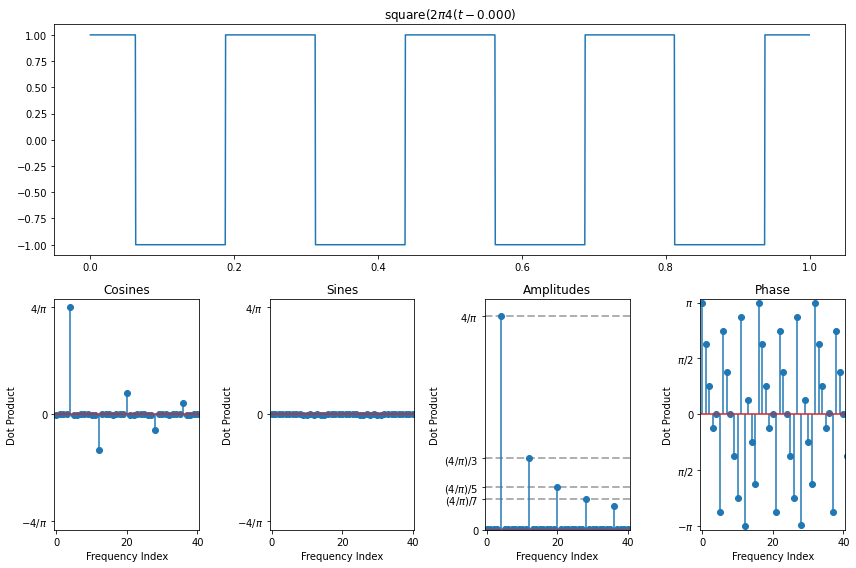 square(2π4(t − 0.000)
1.00
0.75
0.50
0.25
0.00
−0.25
−0.50
−0.75
−1.00
0.0 0.2 0.4 0.6 0.8 1.0
Cosines Sines Amplitudes Phase
4/π
0
−4/π
Dot Product
0 20 40
Frequency Index
4/π
0
−4/π
Dot Product
0 20 40
Frequency Index
4/π
(4/π)/3
(4/π)/5
(4/π)/7
0
Dot Product
0 20 40
Frequency Index
π
π/2
0
π/2
−π
Dot Product
0 20 40
Frequency Index